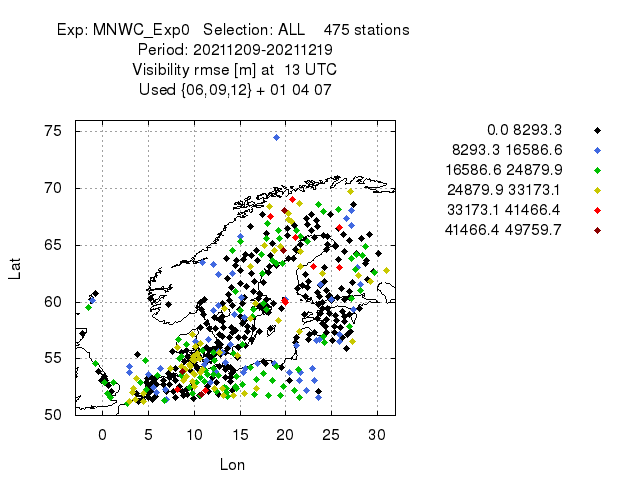 Exp: MNWC_Exp0 Selection: ALL 475 stations
Period: 20211209-20211219
Visibility rmse [m] at 13 UTC
Used {06,09,12} + 01 04 07
0.0 8293.3
8293.3 16586.6
16586.6 24879.9
24879.9 33173.1
33173.1 41466.4
41466.4 49759.7
75
70
65
60
55
50
Lat
0 5 10 15 20 25 30
Lon